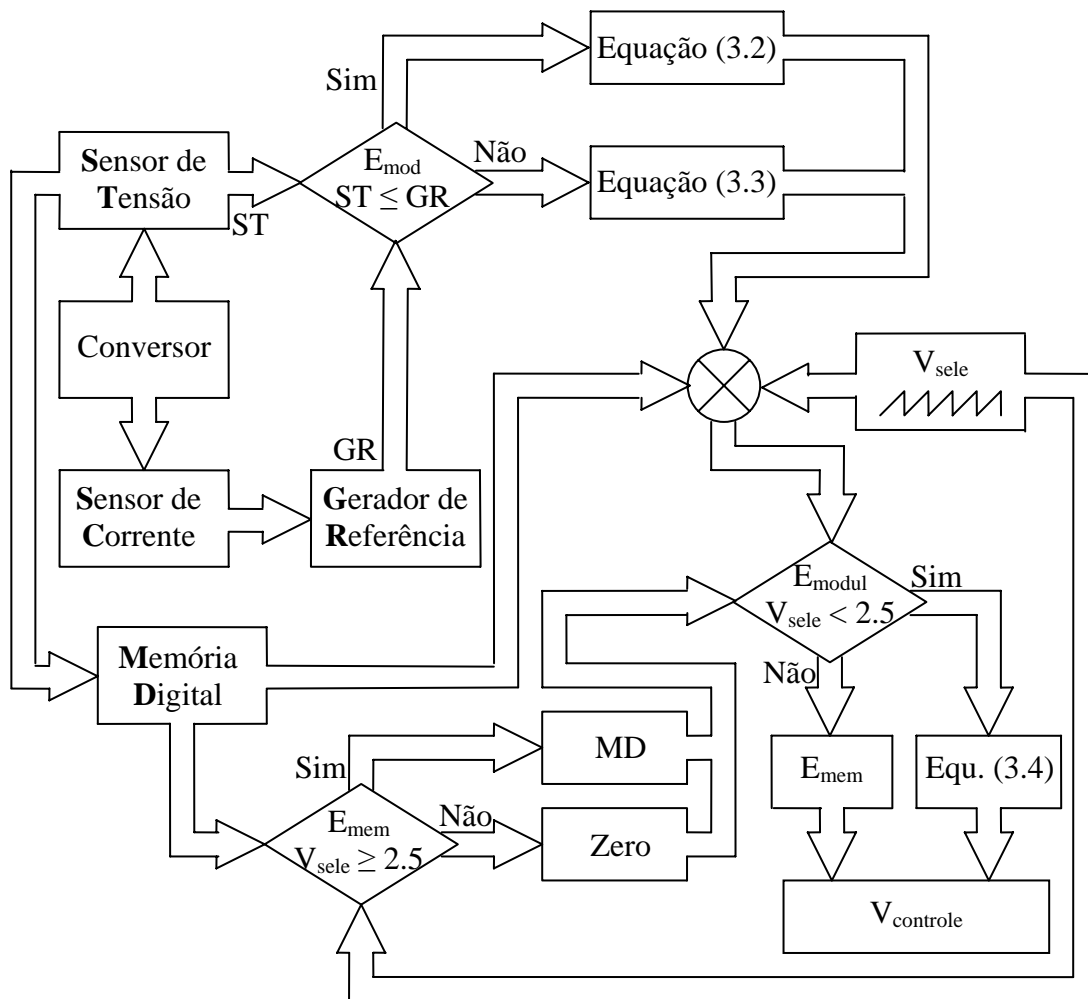 Equação (3.2)
Sim
Sensor de
Tensão
ST
E_mod
ST ≤ GR
Não
Equação (3.3)
Conversor
V_sele
GR
Sensor de
Corrente
Gerador de
Referência
E_modul
V_sele < 2.5
Sim
Não
Memória
Digital
MD
Sim
E_mem
V_sele ≥ 2.5
Não
Zero
E_mem
Equ. (3.4)
V_controle